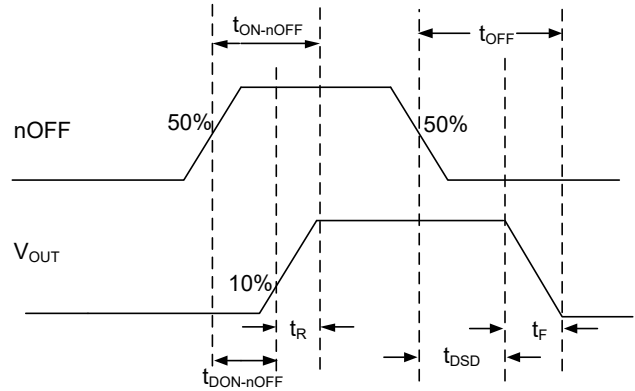 tON-nOFF
tOFF
nOFF
50%
50%
VOUT
10%
tR
tF
tDSD
tDON-nOFF